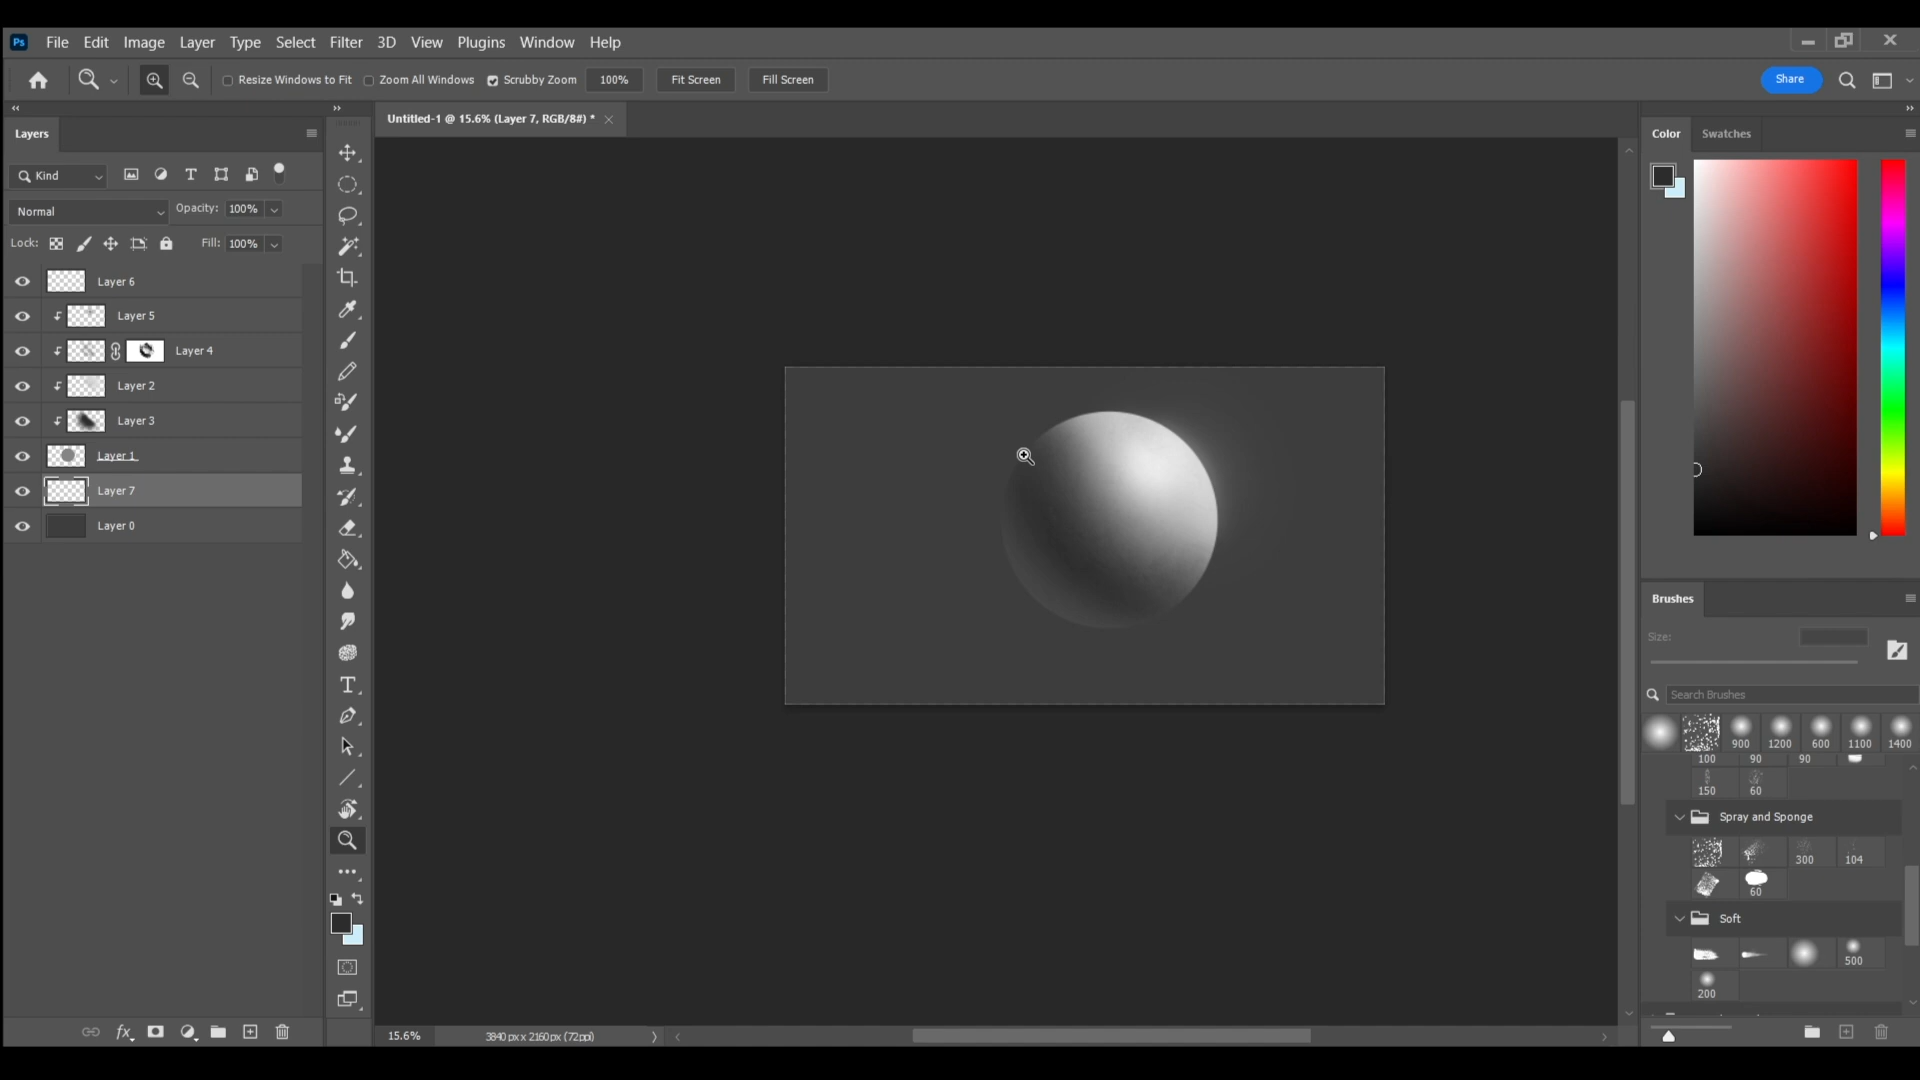 Ps File Edit Image Layer Type Select Filter 3D View Plugins Window Help
Resize Windows to Fit Zoom All Windows Scrubby Zoom 100% Fit Screen Fill Screen Share
Layers
Untitled-1 @ 15.6% (Layer 7, RGB/8#) *
Color Swatches
Kind
Normal Opacity: 100%
Lock: Fill: 100%
Layer 6
Layer 5
Layer 4
Layer 2
Layer 3
Layer 1
Layer 7
Layer 0
Brushes
Size:
Search Brushes
900 1200 600 1100 1400
100 90 90
150 60
Spray and Sponge
300 104
60
Soft
500
200
15.6% 3840 px x 2160 px (72 ppi)